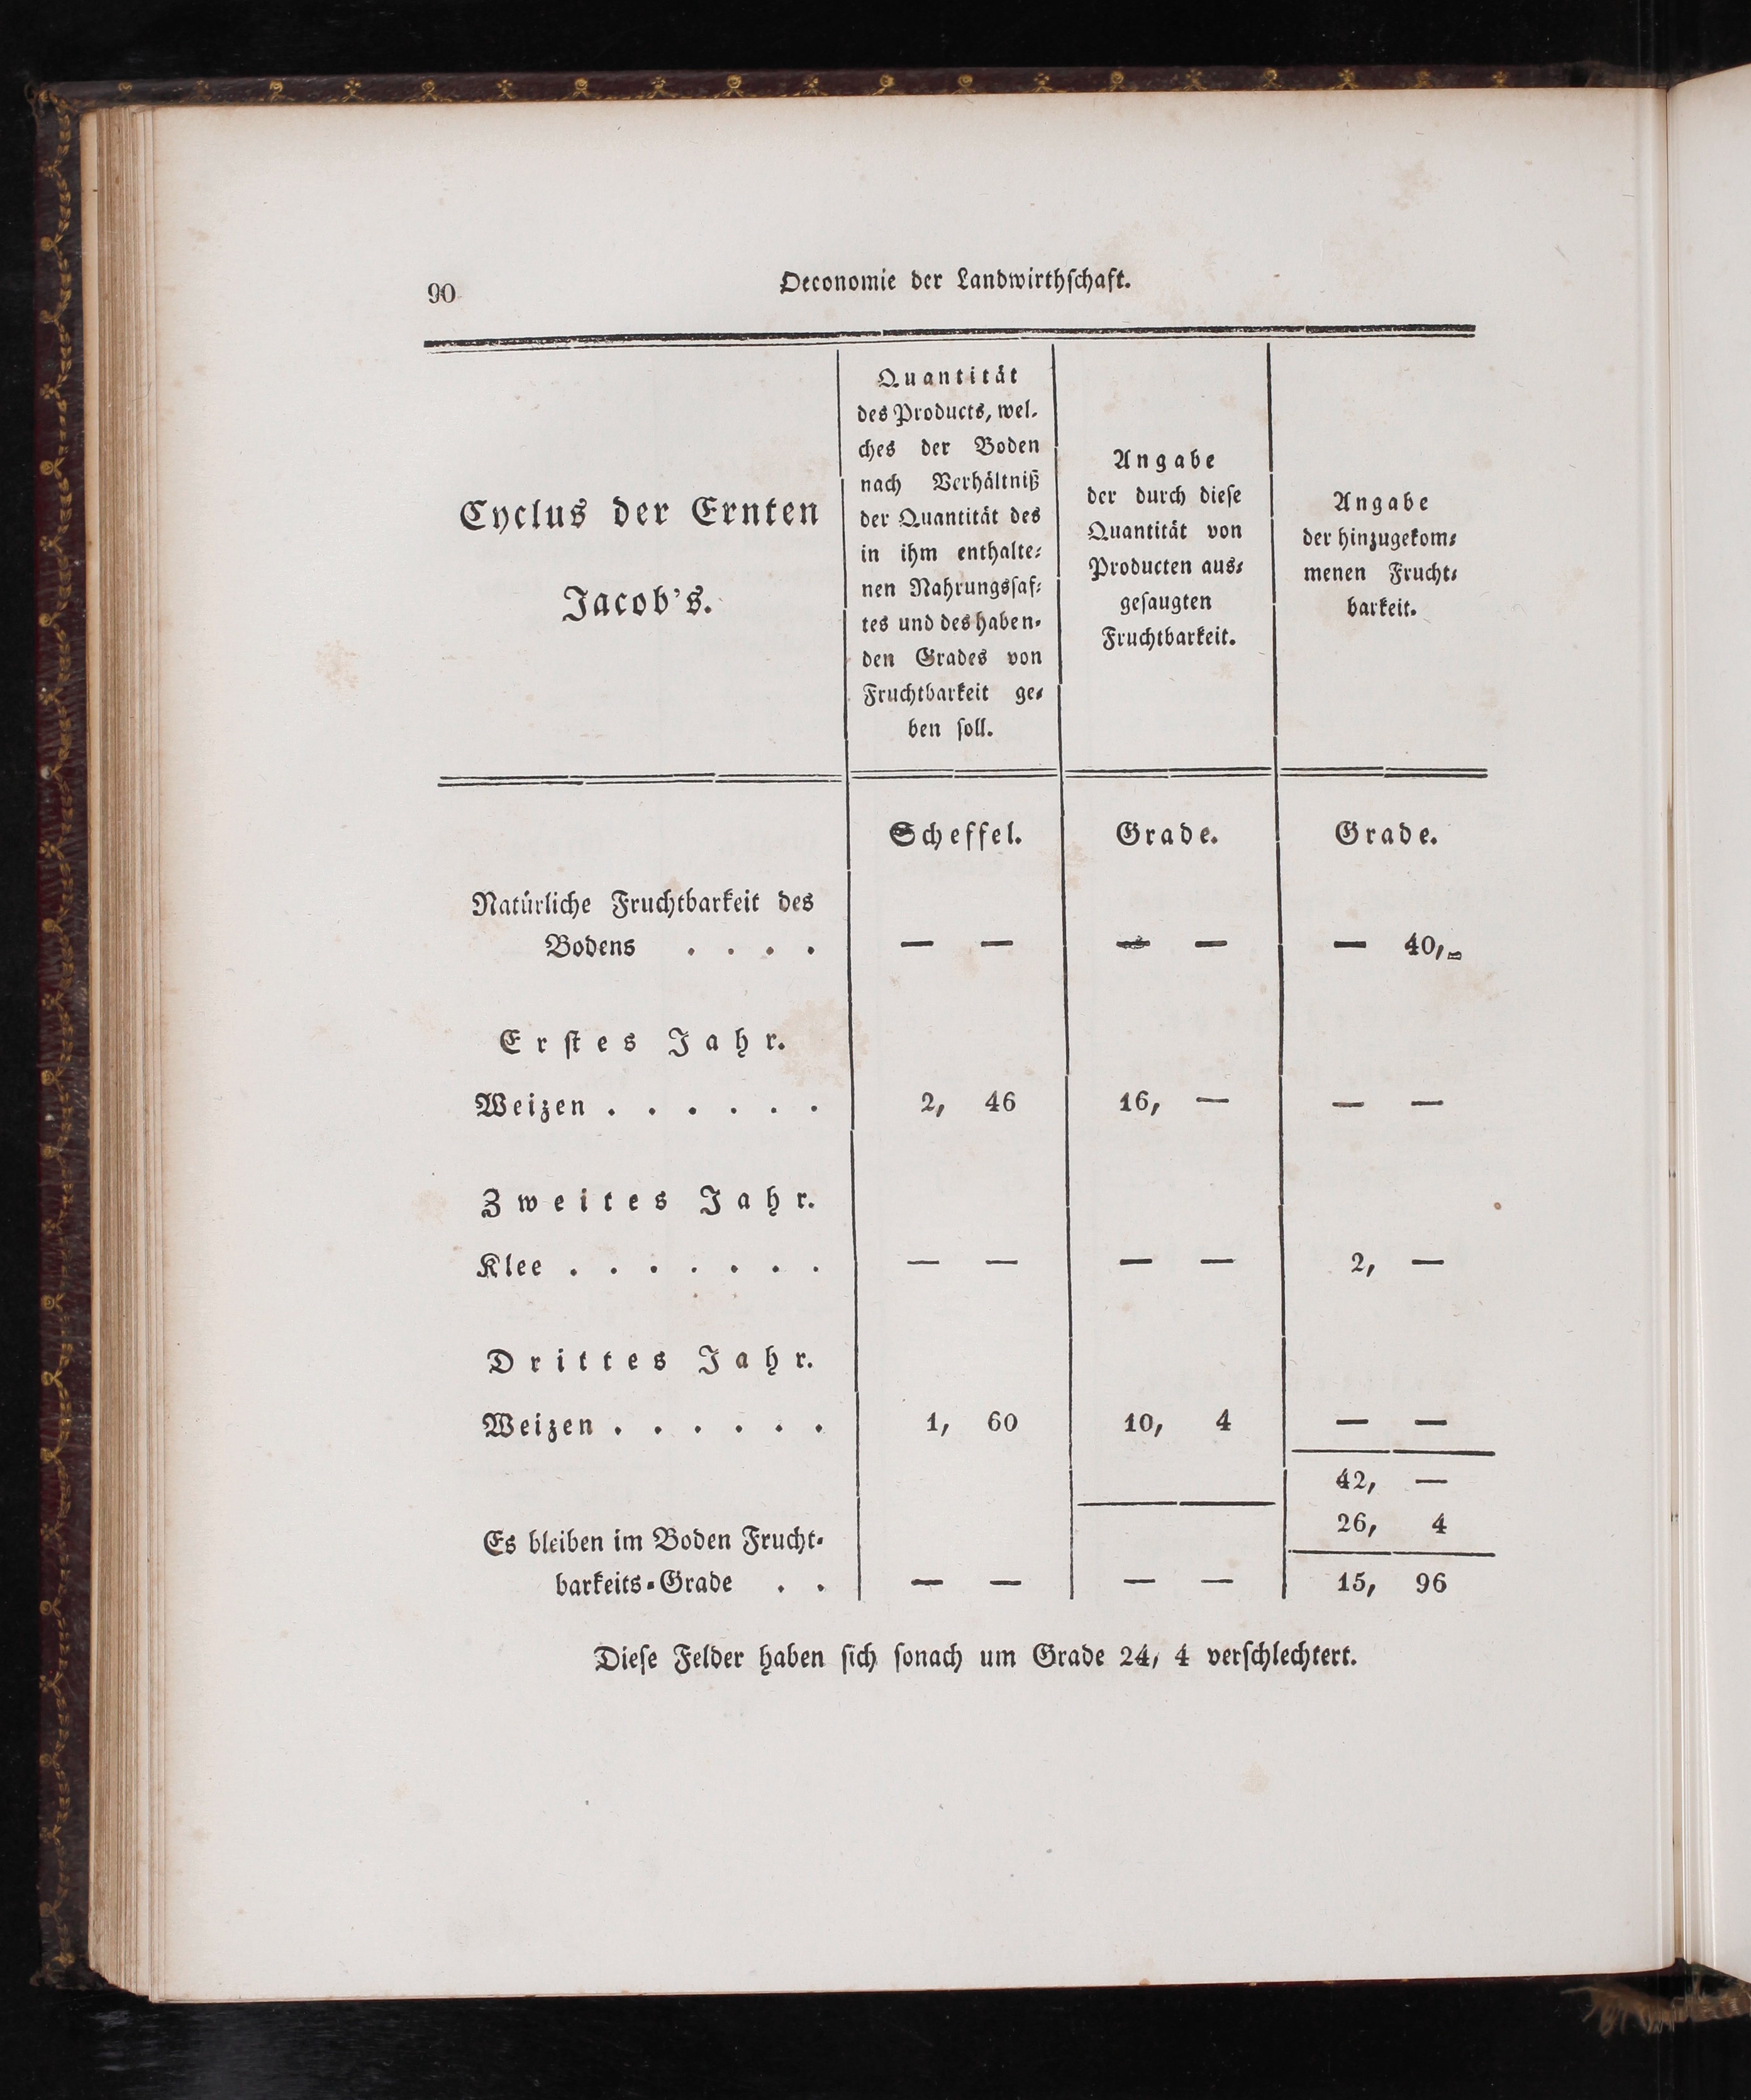 90
Oeconomie der Landwirthſchaft.
Cyclus der Ernten
Jacob's.
Quantität
des Products, wel-
ches der Boden
nach Verhältniß
der Quantität des
in ihm enthalte-
nen Nahrungsſaf-
tes und des haben-
den Grades von
Fruchtbarkeit ge-
ben ſoll.
Angabe
der durch dieſe
Quantität von
Producten aus-
geſaugten
Fruchtbarkeit.
Angabe
der hinzugekom-
menen Frucht-
barkeit.
Scheffel. Grade. Grade.
Natürliche Fruchtbarkeit des
Bodens . . . . — — — — — 40,-
Erſtes Jahr.
Weizen . . . . . . 2, 46 16, — — —
Zweites Jahr.
Klee . . . . . . . — — — — 2, —
Drittes Jahr.
Weizen . . . . . . 1, 60 10, 4 — —
42, —
26, 4
Es bleiben im Boden Frucht-
barkeits-Grade . . — — — — 15, 96
Dieſe Felder haben ſich ſonach um Grade 24, 4 verſchlechtert.